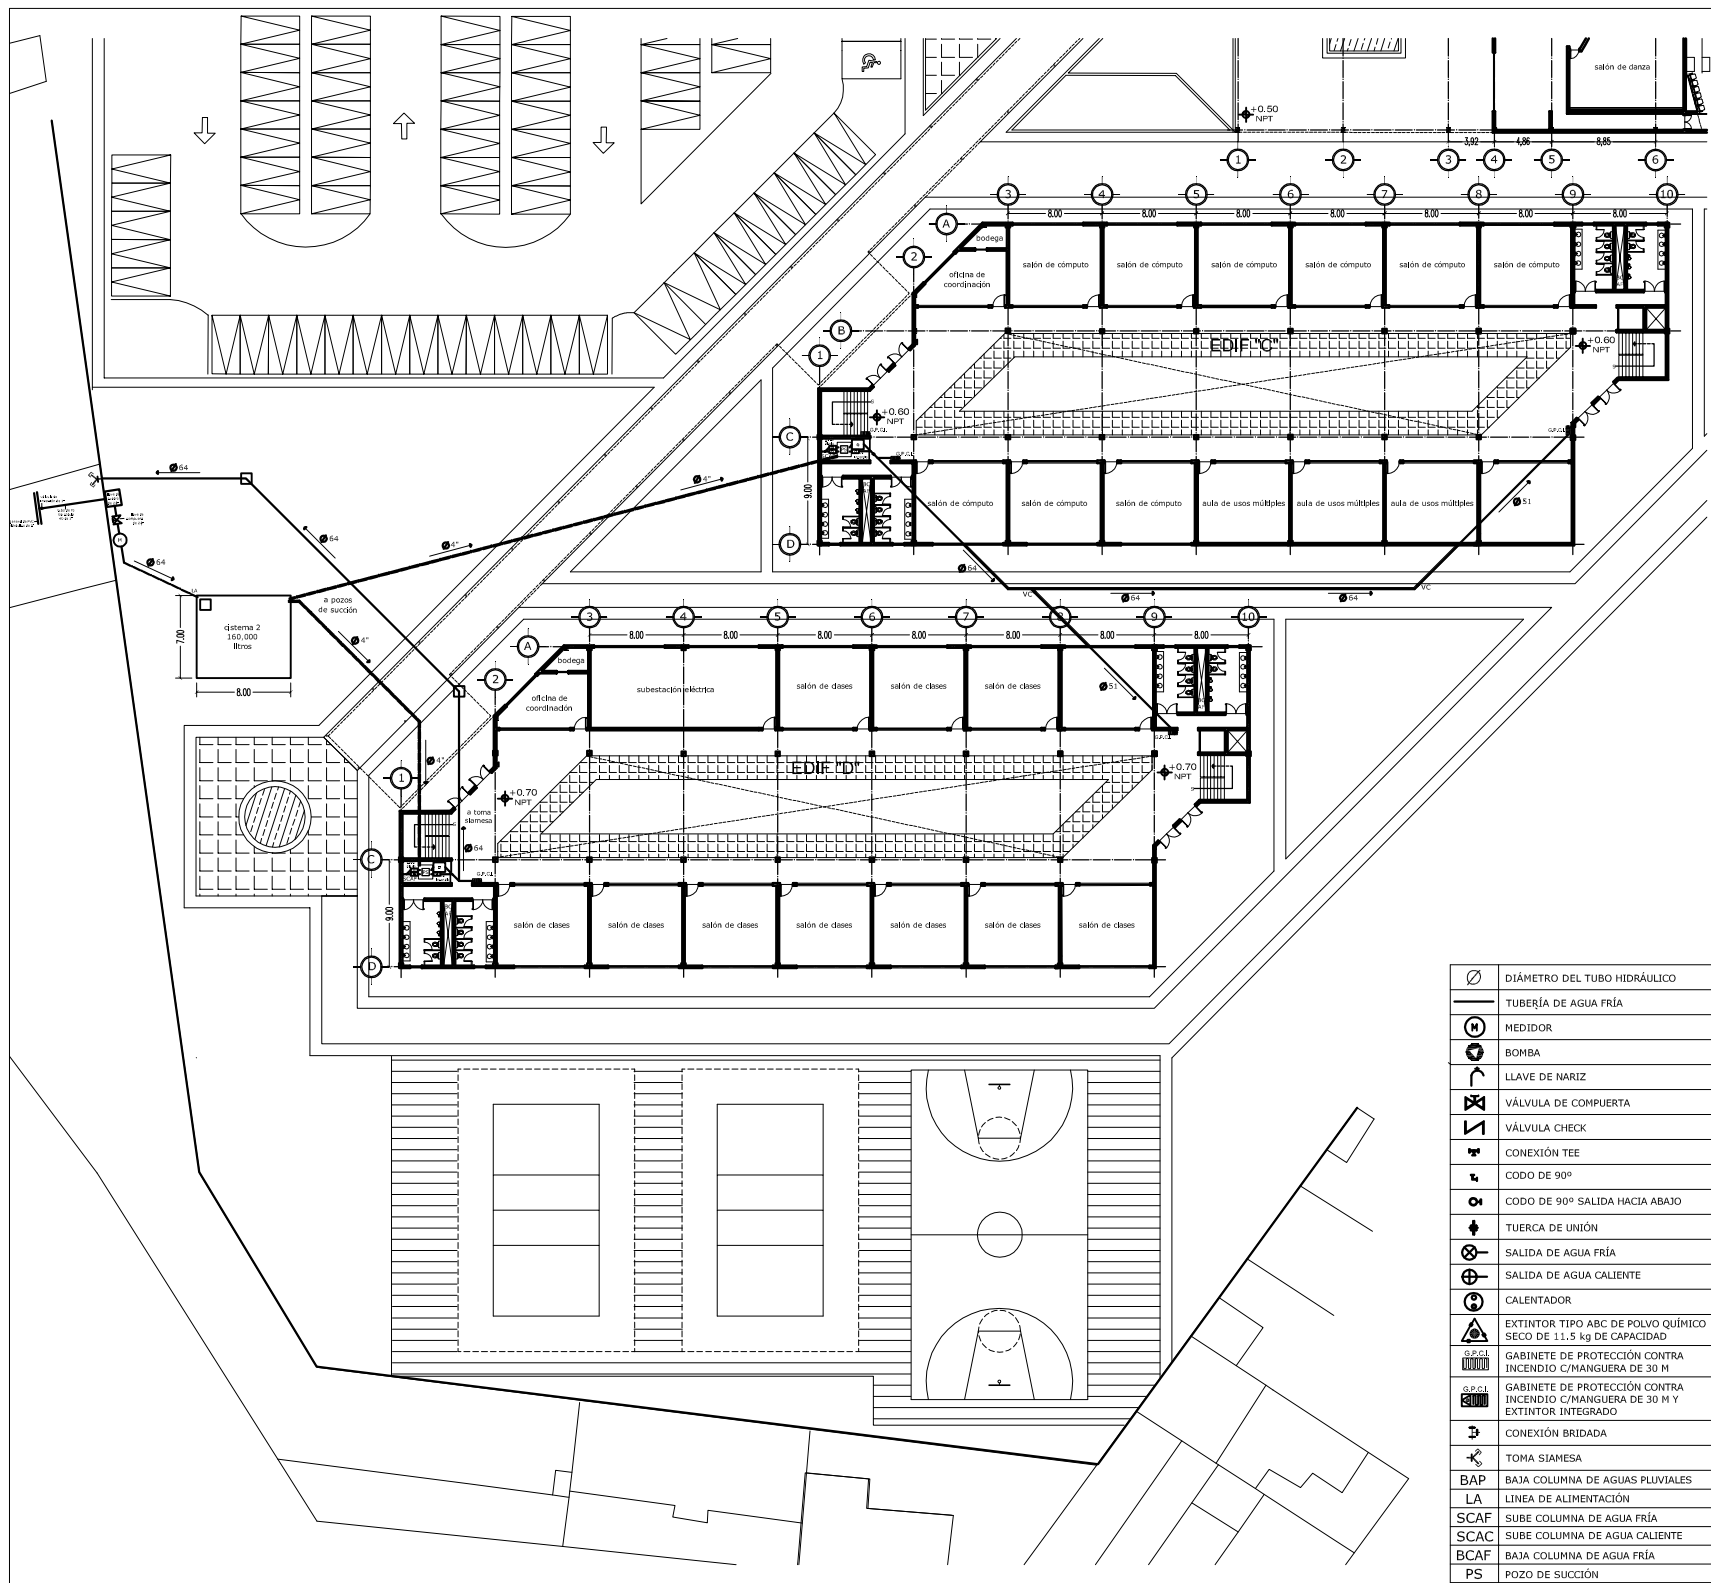 salón de danza
+0.50
NPT
3,92
4,86
8,85
1
2
3
4
5
6
3
4
5
6
7
8
9
10
8.00
8.00
8.00
8.00
8.00
8.00
8.00
A
bodega
2
oficina de
coordinación
salón de cómputo
salón de cómputo
salón de cómputo
salón de cómputo
salón de cómputo
salón de cómputo
B
EDIF "C"
+0.60
NPT
1
+0.60
NPT
G.P.C.I.
G.P.C.I.
C
G.P.C.I.
9.00
salón de cómputo
salón de cómputo
salón de cómputo
aula de usos múltiples
aula de usos múltiples
aula de usos múltiples
Ø51
D
Ø64
Ø4"
Ø64
Ø4"
M
Ø64
LA
cisterna 2
160,000
litros
7.00
8.00
a pozos
de succión
Ø4"
Ø64
VC
Ø64
Ø64
VC
3
4
5
6
7
8
9
10
8.00
8.00
8.00
8.00
8.00
8.00
8.00
A
bodega
2
oficina de
coordinación
subestación eléctrica
salón de clases
salón de clases
salón de clases
Ø51
G.P.C.I.
EDIF "D"
+0.70
NPT
1
Ø4"
+0.70
NPT
a toma
siamesa
Ø64
C
SCAF
G.P.C.I.
9.00
salón de clases
salón de clases
salón de clases
salón de clases
salón de clases
salón de clases
salón de clases
D
Ø DIÁMETRO DEL TUBO HIDRÁULICO
TUBERÍA DE AGUA FRÍA
M MEDIDOR
BOMBA
LLAVE DE NARIZ
VÁLVULA DE COMPUERTA
VÁLVULA CHECK
CONEXIÓN TEE
CODO DE 90º
CODO DE 90º SALIDA HACIA ABAJO
TUERCA DE UNIÓN
SALIDA DE AGUA FRÍA
SALIDA DE AGUA CALIENTE
CALENTADOR
EXTINTOR TIPO ABC DE POLVO QUÍMICO
SECO DE 11.5 kg DE CAPACIDAD
G.P.C.I. GABINETE DE PROTECCIÓN CONTRA
INCENDIO C/MANGUERA DE 30 M
G.P.C.I. GABINETE DE PROTECCIÓN CONTRA
INCENDIO C/MANGUERA DE 30 M Y
EXTINTOR INTEGRADO
CONEXIÓN BRIDADA
TOMA SIAMESA
BAP BAJA COLUMNA DE AGUAS PLUVIALES
LA LINEA DE ALIMENTACIÓN
SCAF SUBE COLUMNA DE AGUA FRÍA
SCAC SUBE COLUMNA DE AGUA CALIENTE
BCAF BAJA COLUMNA DE AGUA FRÍA
PS POZO DE SUCCIÓN